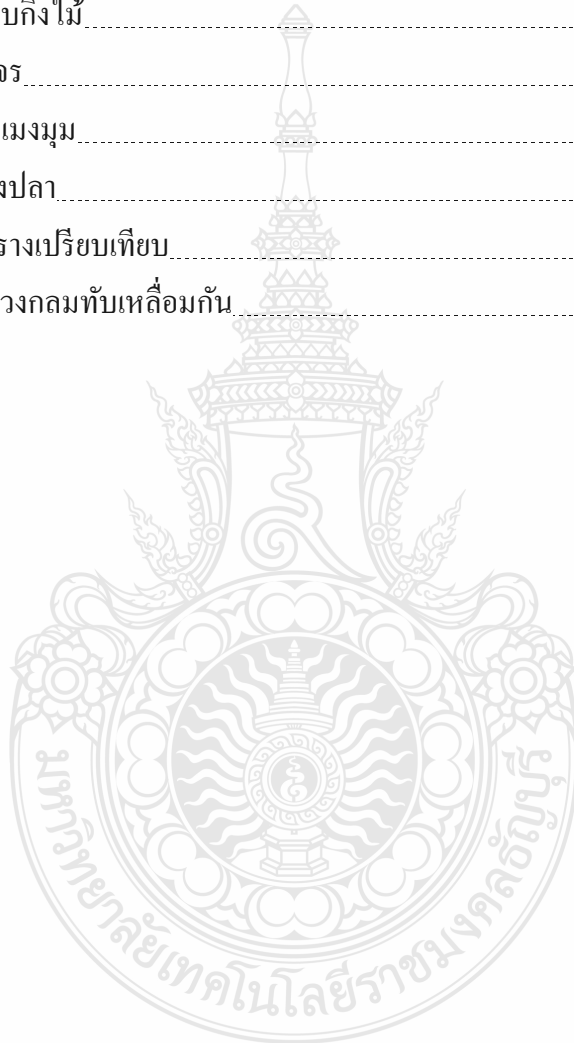 บกิ่งไม้
จร
แมงมุม
งปลา
รางเปรียบเทียบ
วงกลมทับเหลื่อมกัน
มหาวิทยาลัยเทคโนโลยีราชมงคลธัญบุรี